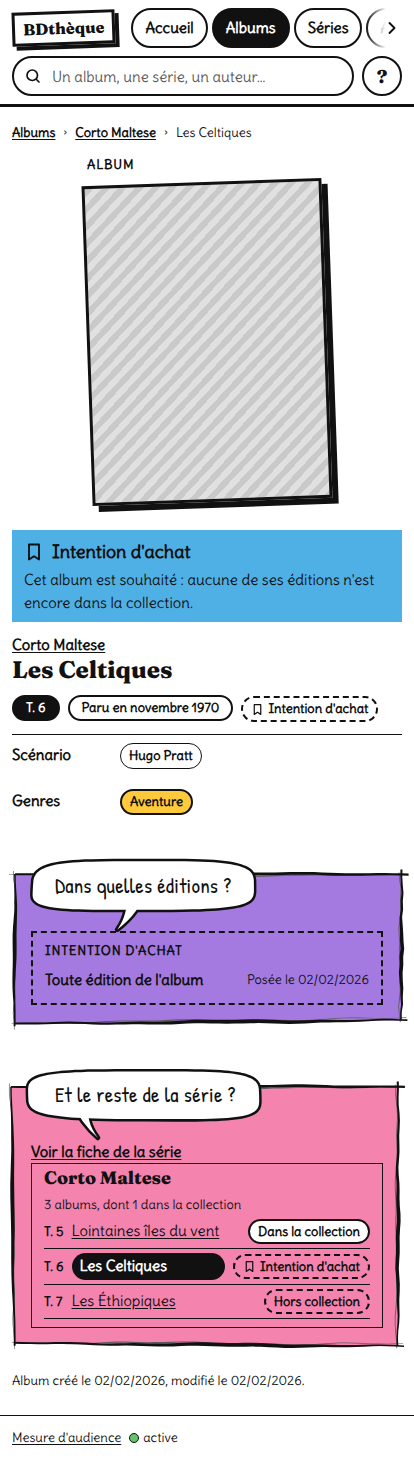 BDthèque
Accueil
Albums
Séries
Un album, une série, un auteur...
?
Albums › Corto Maltese › Les Celtiques
ALBUM
Intention d'achat
Cet album est souhaité : aucune de ses éditions n'est
encore dans la collection.
Corto Maltese
Les Celtiques
T. 6
Paru en novembre 1970
Intention d'achat
Scénario
Hugo Pratt
Genres
Aventure
Dans quelles éditions ?
INTENTION D'ACHAT
Toute édition de l'album
Posée le 02/02/2026
Et le reste de la série ?
Voir la fiche de la série
Corto Maltese
3 albums, dont 1 dans la collection
T. 5 Lointaines îles du vent Dans la collection
T. 6 Les Celtiques Intention d'achat
T. 7 Les Éthiopiques Hors collection
Album créé le 02/02/2026, modifié le 02/02/2026.
Mesure d'audience active